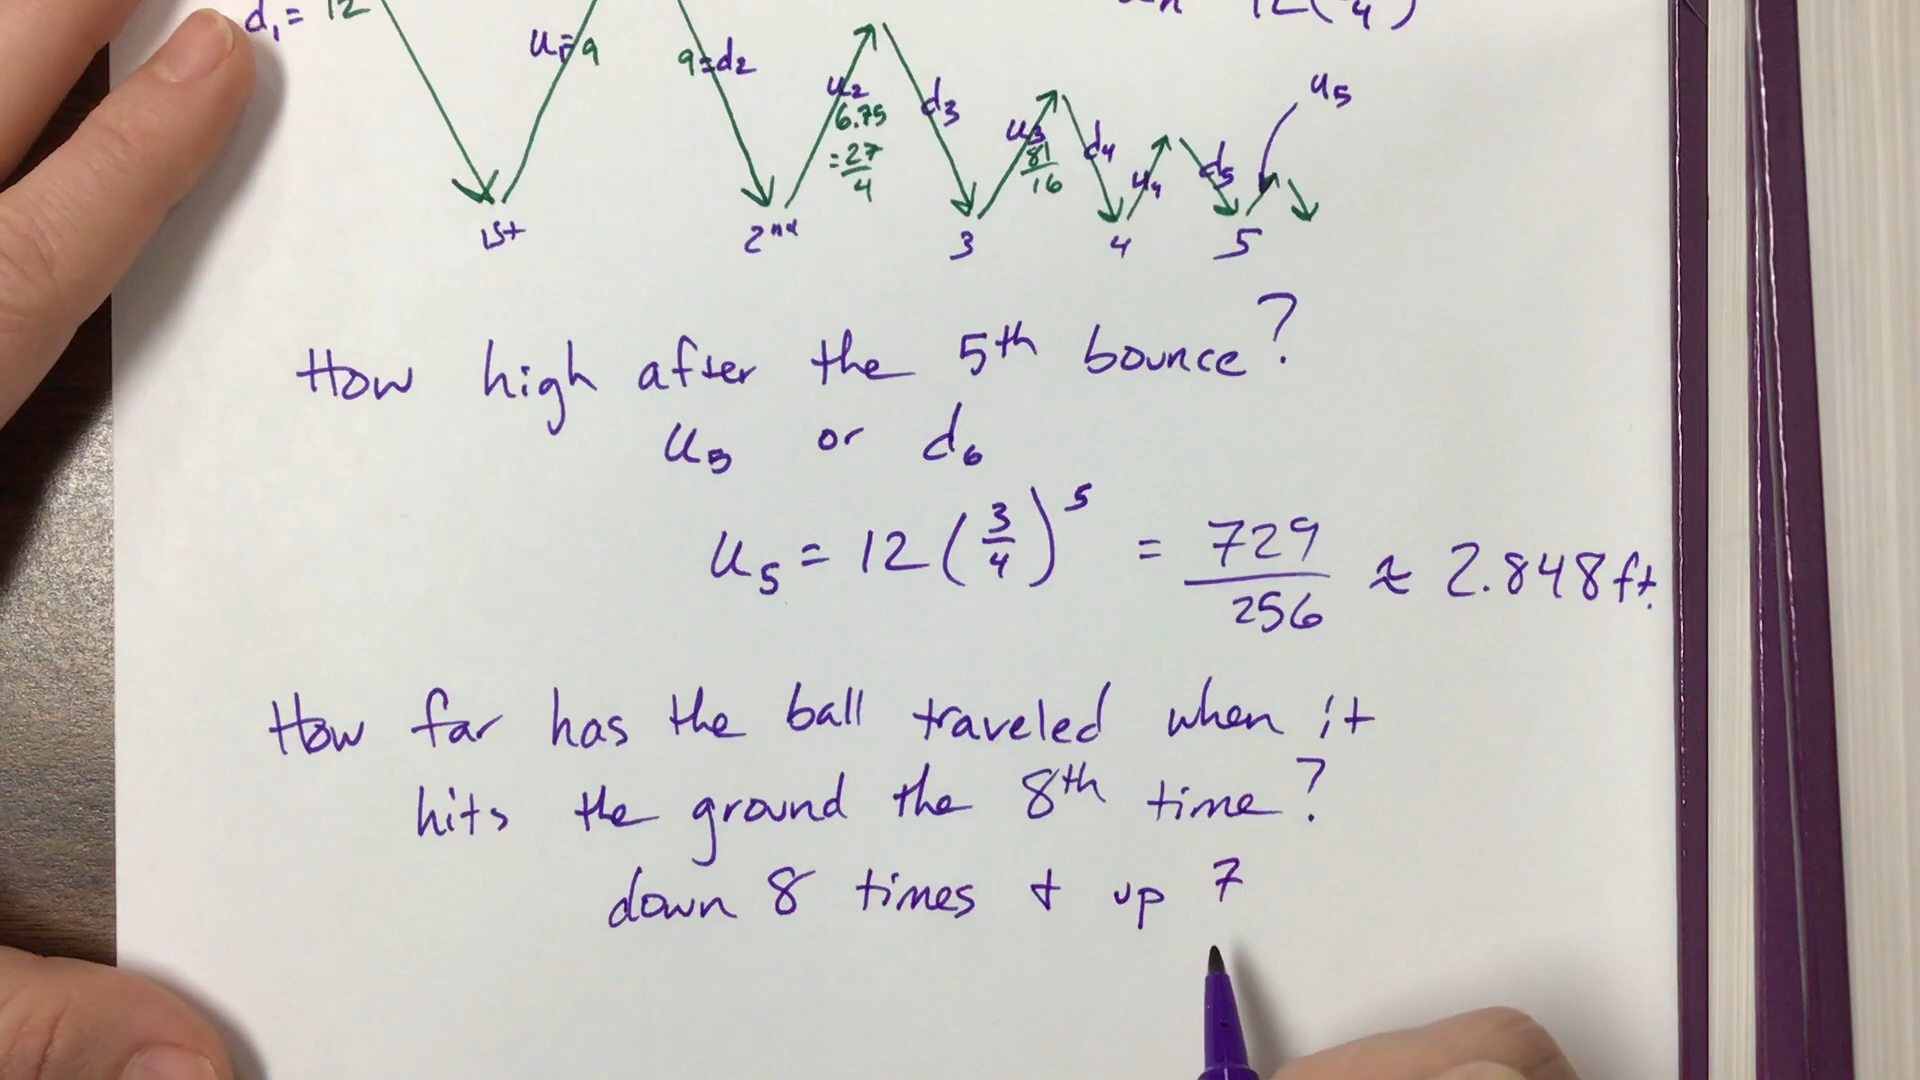 d₁ = 12
12( /4)
u₁=9
9=d₂
u₂
6.75
=27/4
d₃
u₃
81/16
d₄
u₄
d₅
u₅
1st 2nd 3 4 5
How high after the 5th bounce?
u₅ or d₆
u₅ = 12(3/4)⁵ = 729/256 ≈ 2.848ft.
How far has the ball traveled when it
hits the ground the 8th time?
down 8 times + up 7